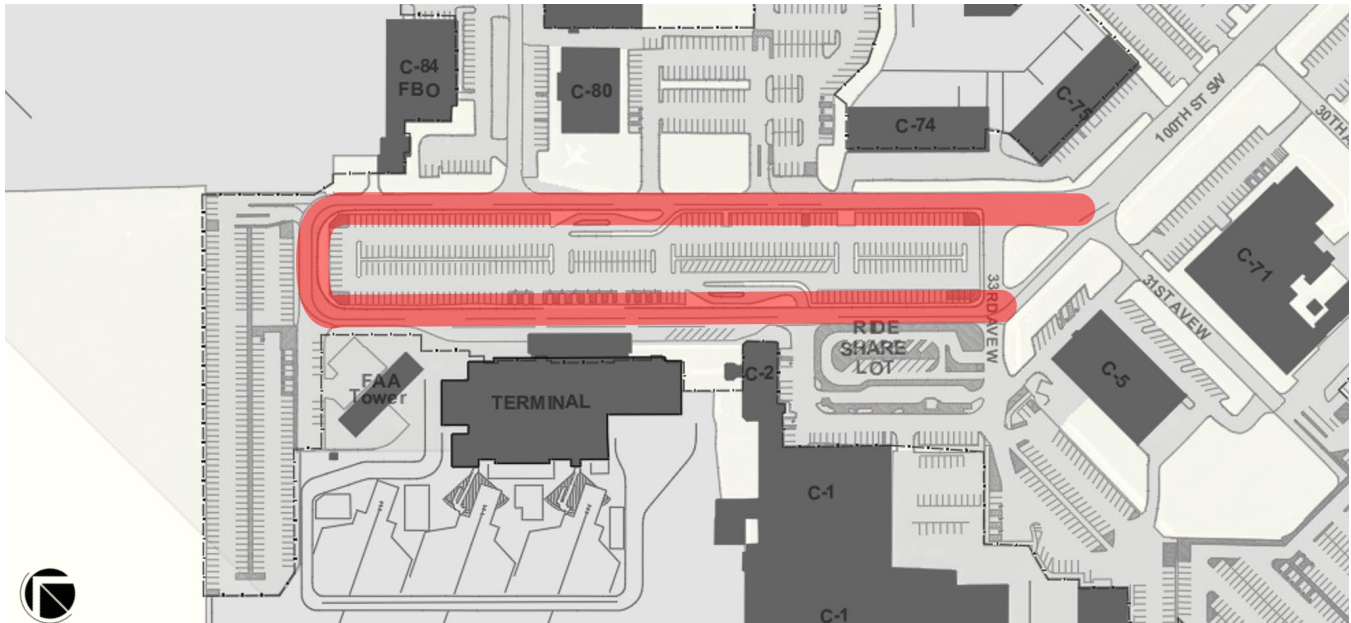 C-84
FBO
C-80
C-74
C-75
100TH ST SW
30TH A
C-71
31ST AVE W
33RD AVE W
RIDE
SHARE
LOT
C-5
FAA
Tower
TERMINAL
C-2
C-1
C-1